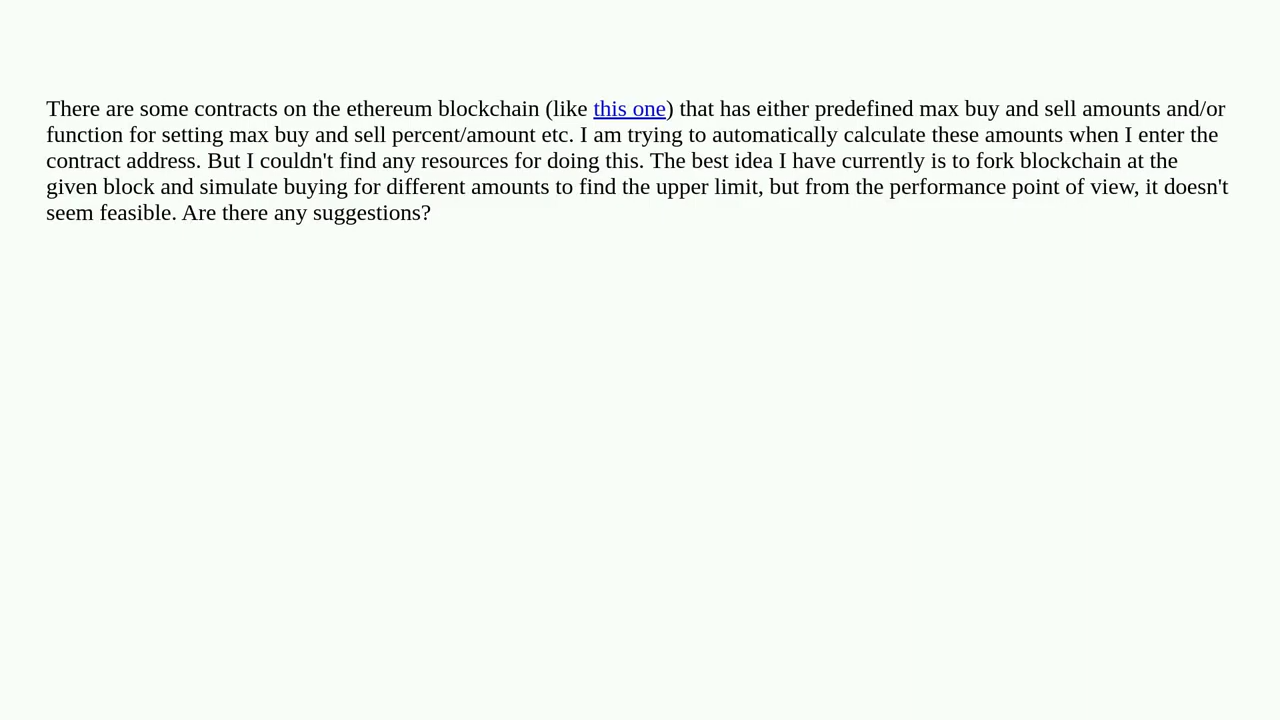 There are some contracts on the ethereum blockchain (like this one) that has either predefined max buy and sell amounts and/or
function for setting max buy and sell percent/amount etc. I am trying to automatically calculate these amounts when I enter the
contract address. But I couldn't find any resources for doing this. The best idea I have currently is to fork blockchain at the
given block and simulate buying for different amounts to find the upper limit, but from the performance point of view, it doesn't
seem feasible. Are there any suggestions?